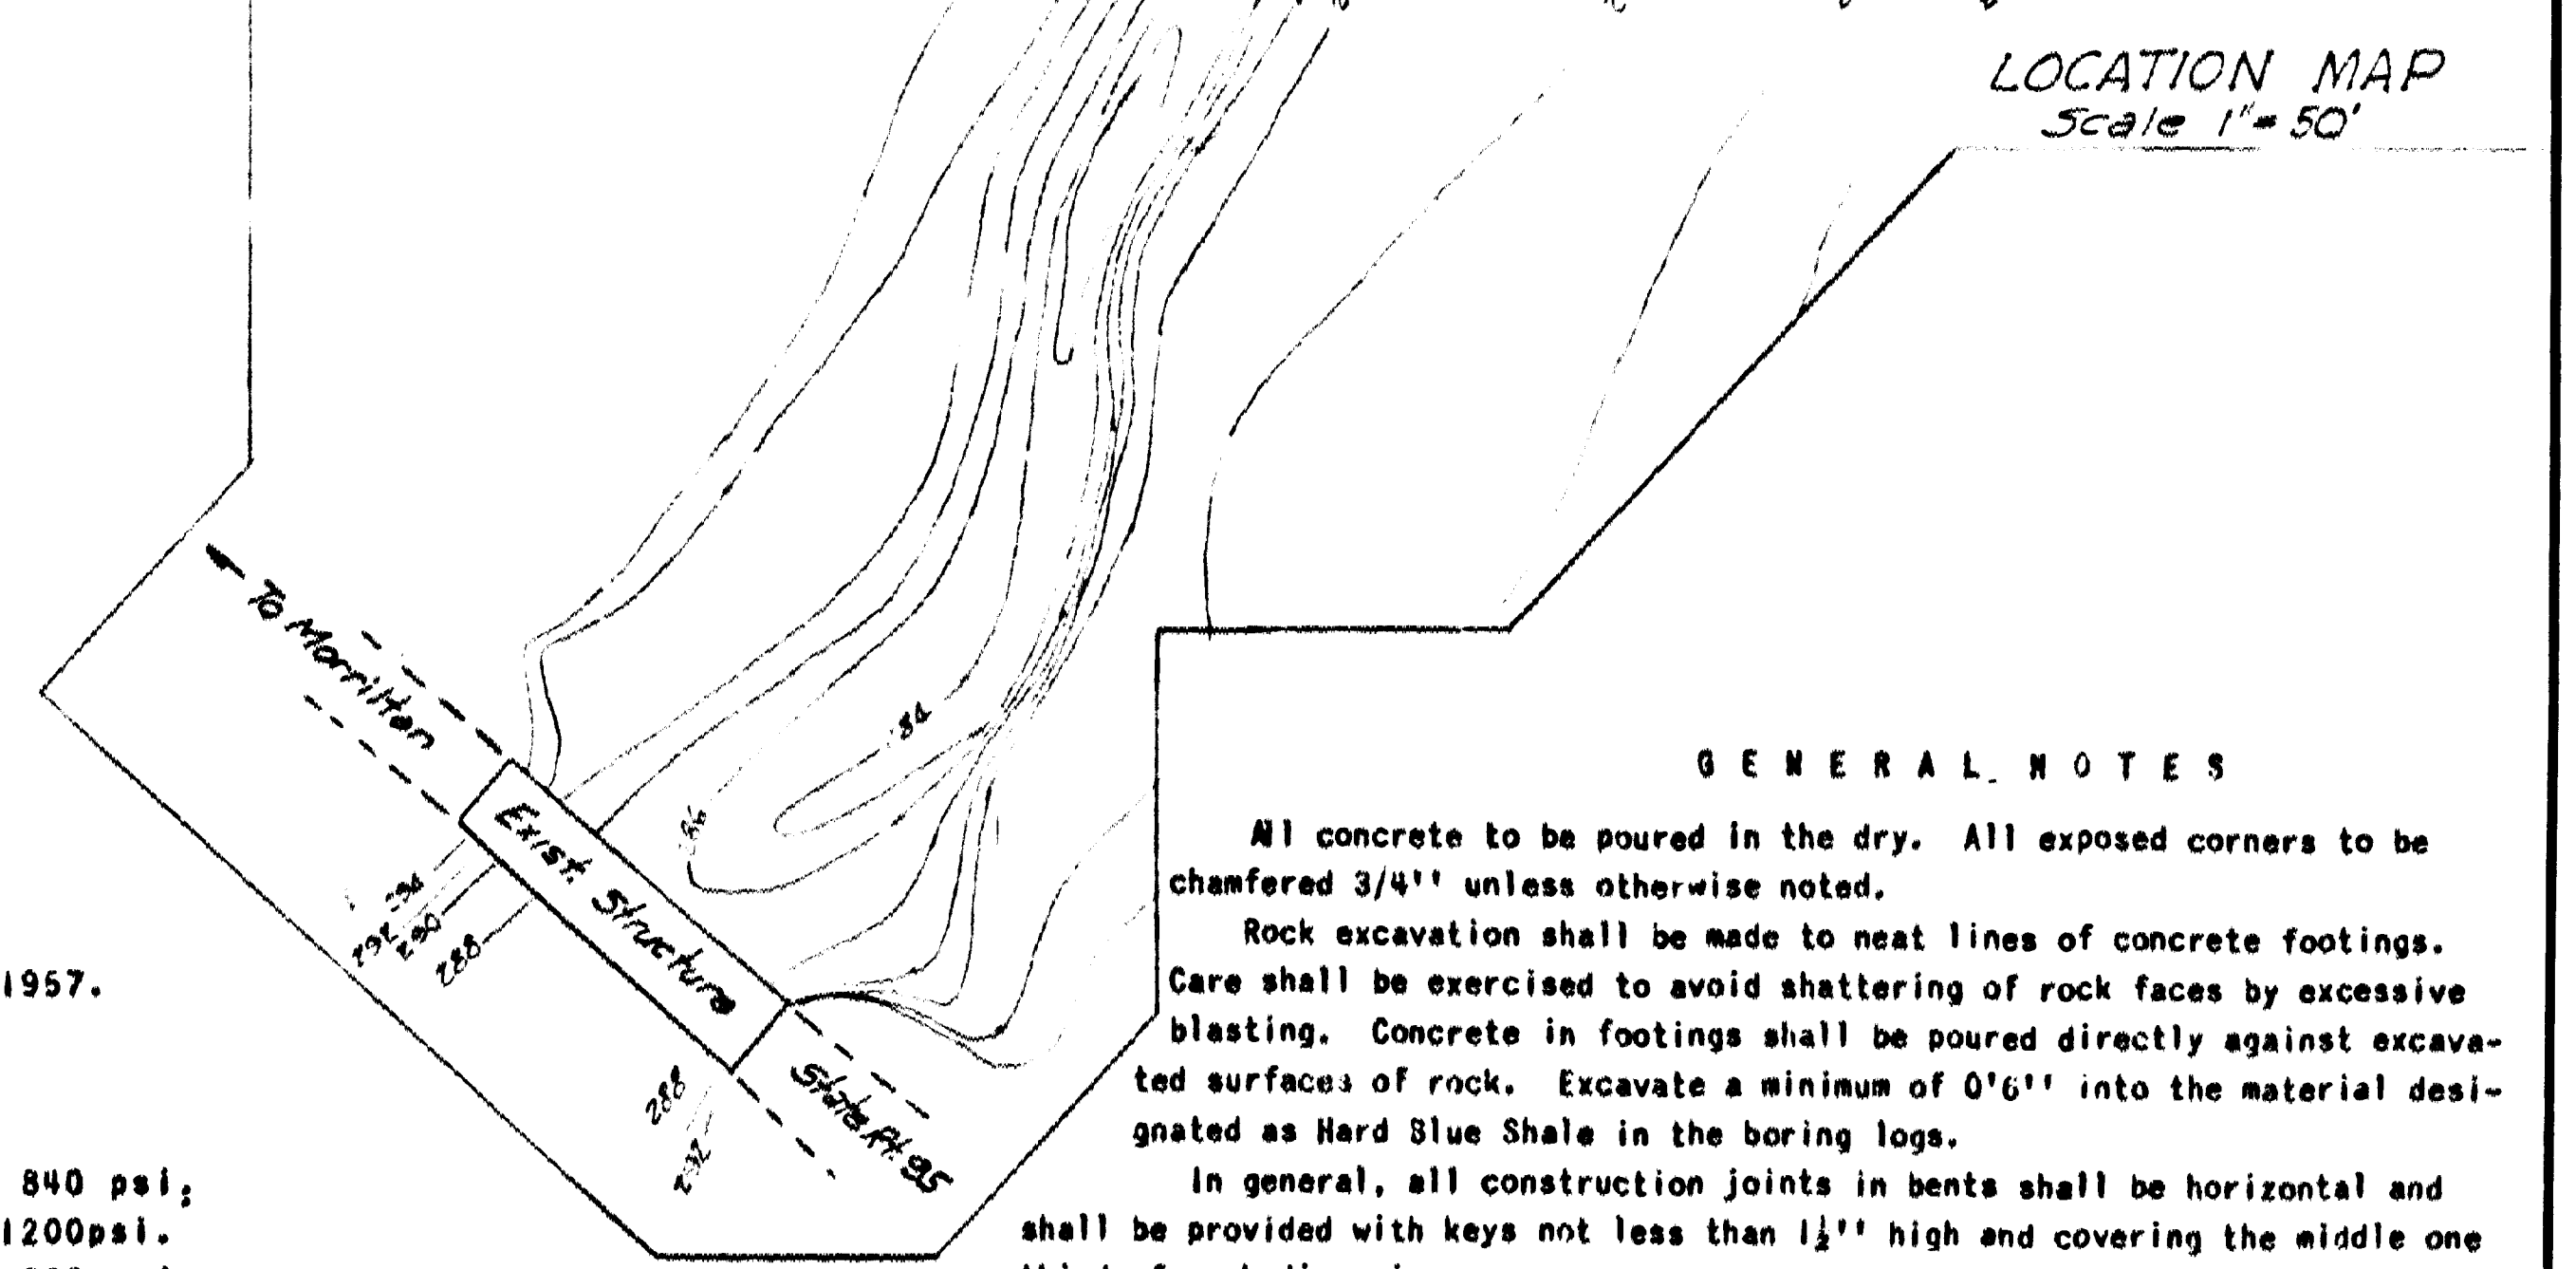 LOCATION MAP
Scale 1"=50'
To Morrilton
Exist. Structure
State Rt. 95
84
86
294
292
290
288
288
292
1957.
840 psi;
1200psi.
GENERAL NOTES
All concrete to be poured in the dry. All exposed corners to be
chamfered 3/4'' unless otherwise noted.
Rock excavation shall be made to neat lines of concrete footings.
Care shall be exercised to avoid shattering of rock faces by excessive
blasting. Concrete in footings shall be poured directly against excava-
ted surfaces of rock. Excavate a minimum of 0'6'' into the material desi-
gnated as Hard Blue Shale in the boring logs.
In general, all construction joints in bents shall be horizontal and
shall be provided with keys not less than 1½'' high and covering the middle one